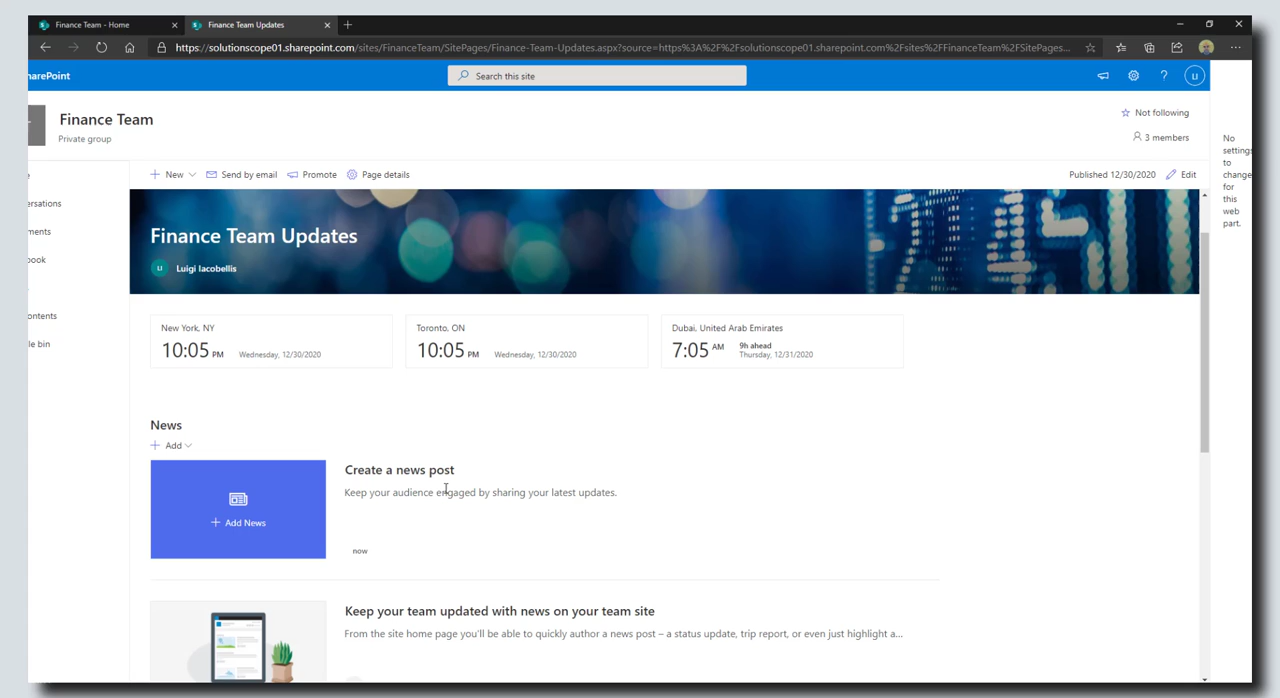 Finance Team - Home
Finance Team Updates
https://solutionscope01.sharepoint.com/sites/FinanceTeam/SitePages/Finance-Team-Updates.aspx?source=https%3A%2F%2Fsolutionscope01.sharepoint.com%2Fsites%2FFinanceTeam%2FSitePages...
harePoint
Search this site
LI
Finance Team
Private group
Not following
3 members
No
settings
to
change
for
this
web
part.
New
Send by email
Promote
Page details
Published 12/30/2020
Edit
e
ersations
ments
book
ontents
le bin
Finance Team Updates
LI
Luigi Iacobellis
New York, NY
10:05 PM Wednesday, 12/30/2020
Toronto, ON
10:05 PM Wednesday, 12/30/2020
Dubai, United Arab Emirates
7:05 AM
9h ahead
Thursday, 12/31/2020
News
+ Add
+ Add News
Create a news post
Keep your audience engaged by sharing your latest updates.
now
Keep your team updated with news on your team site
From the site home page you'll be able to quickly author a news post – a status update, trip report, or even just highlight a...